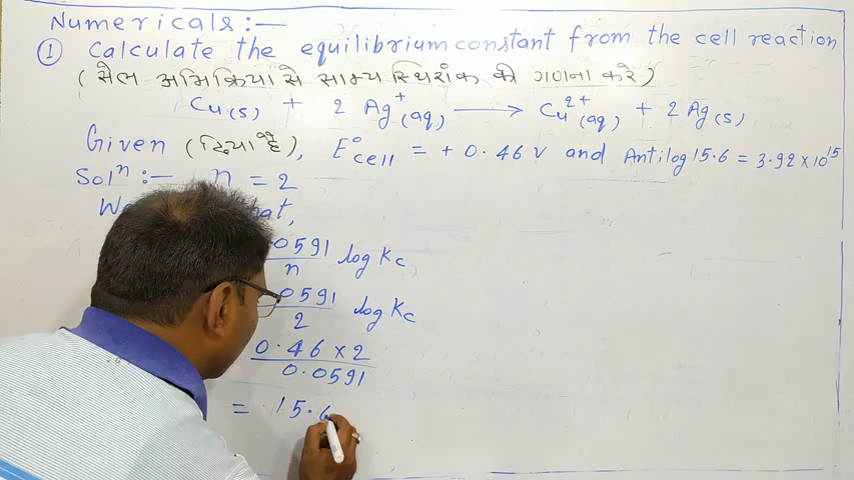 Numericals:—
① Calculate the equilibrium constant from the cell reaction
(सैल अभिक्रिया से साम्य स्थिरांक की गणना करे)
Cu(s) + 2 Ag⁺(aq) ⟶ Cu²⁺(aq) + 2 Ag(s)
Given (दिया है), E°cell = + 0.46 V and Antilog 15.6 = 3.92 × 10¹⁵
Solⁿ :— n = 2
We that,
0591/n log Kc
0591/2 log Kc
0.46 × 2/0.0591
= 15.6